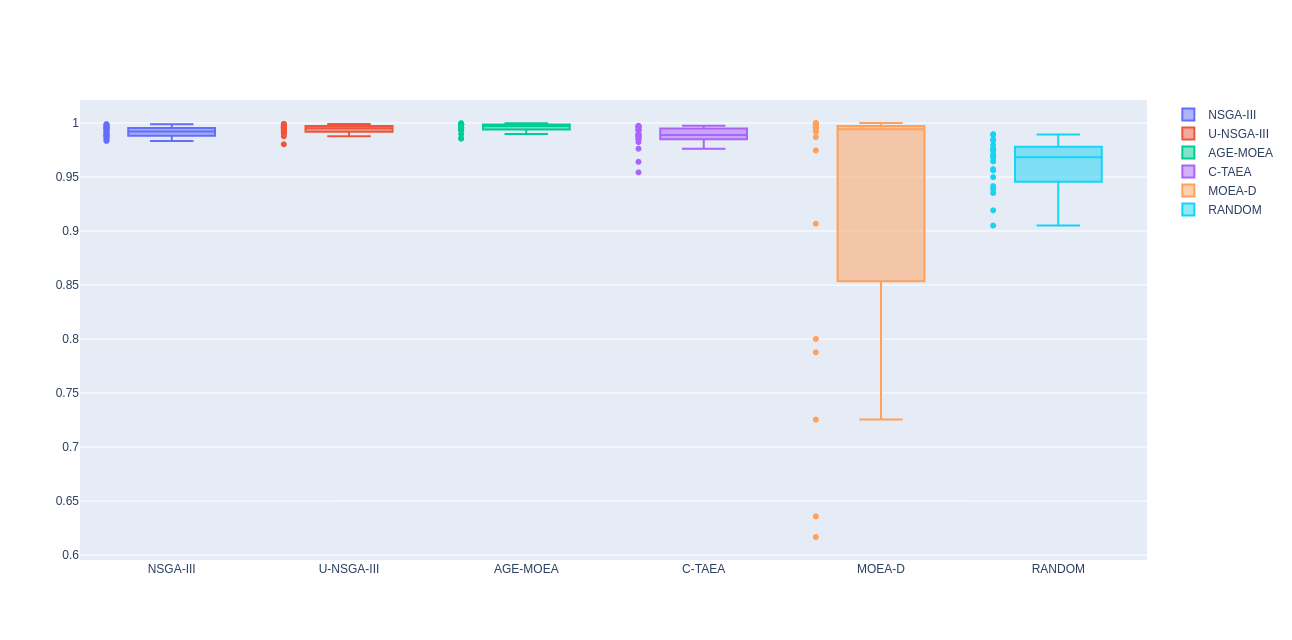 1
0.95
0.9
0.85
0.8
0.75
0.7
0.65
0.6
NSGA-III
U-NSGA-III
AGE-MOEA
C-TAEA
MOEA-D
RANDOM
NSGA-III
U-NSGA-III
AGE-MOEA
C-TAEA
MOEA-D
RANDOM